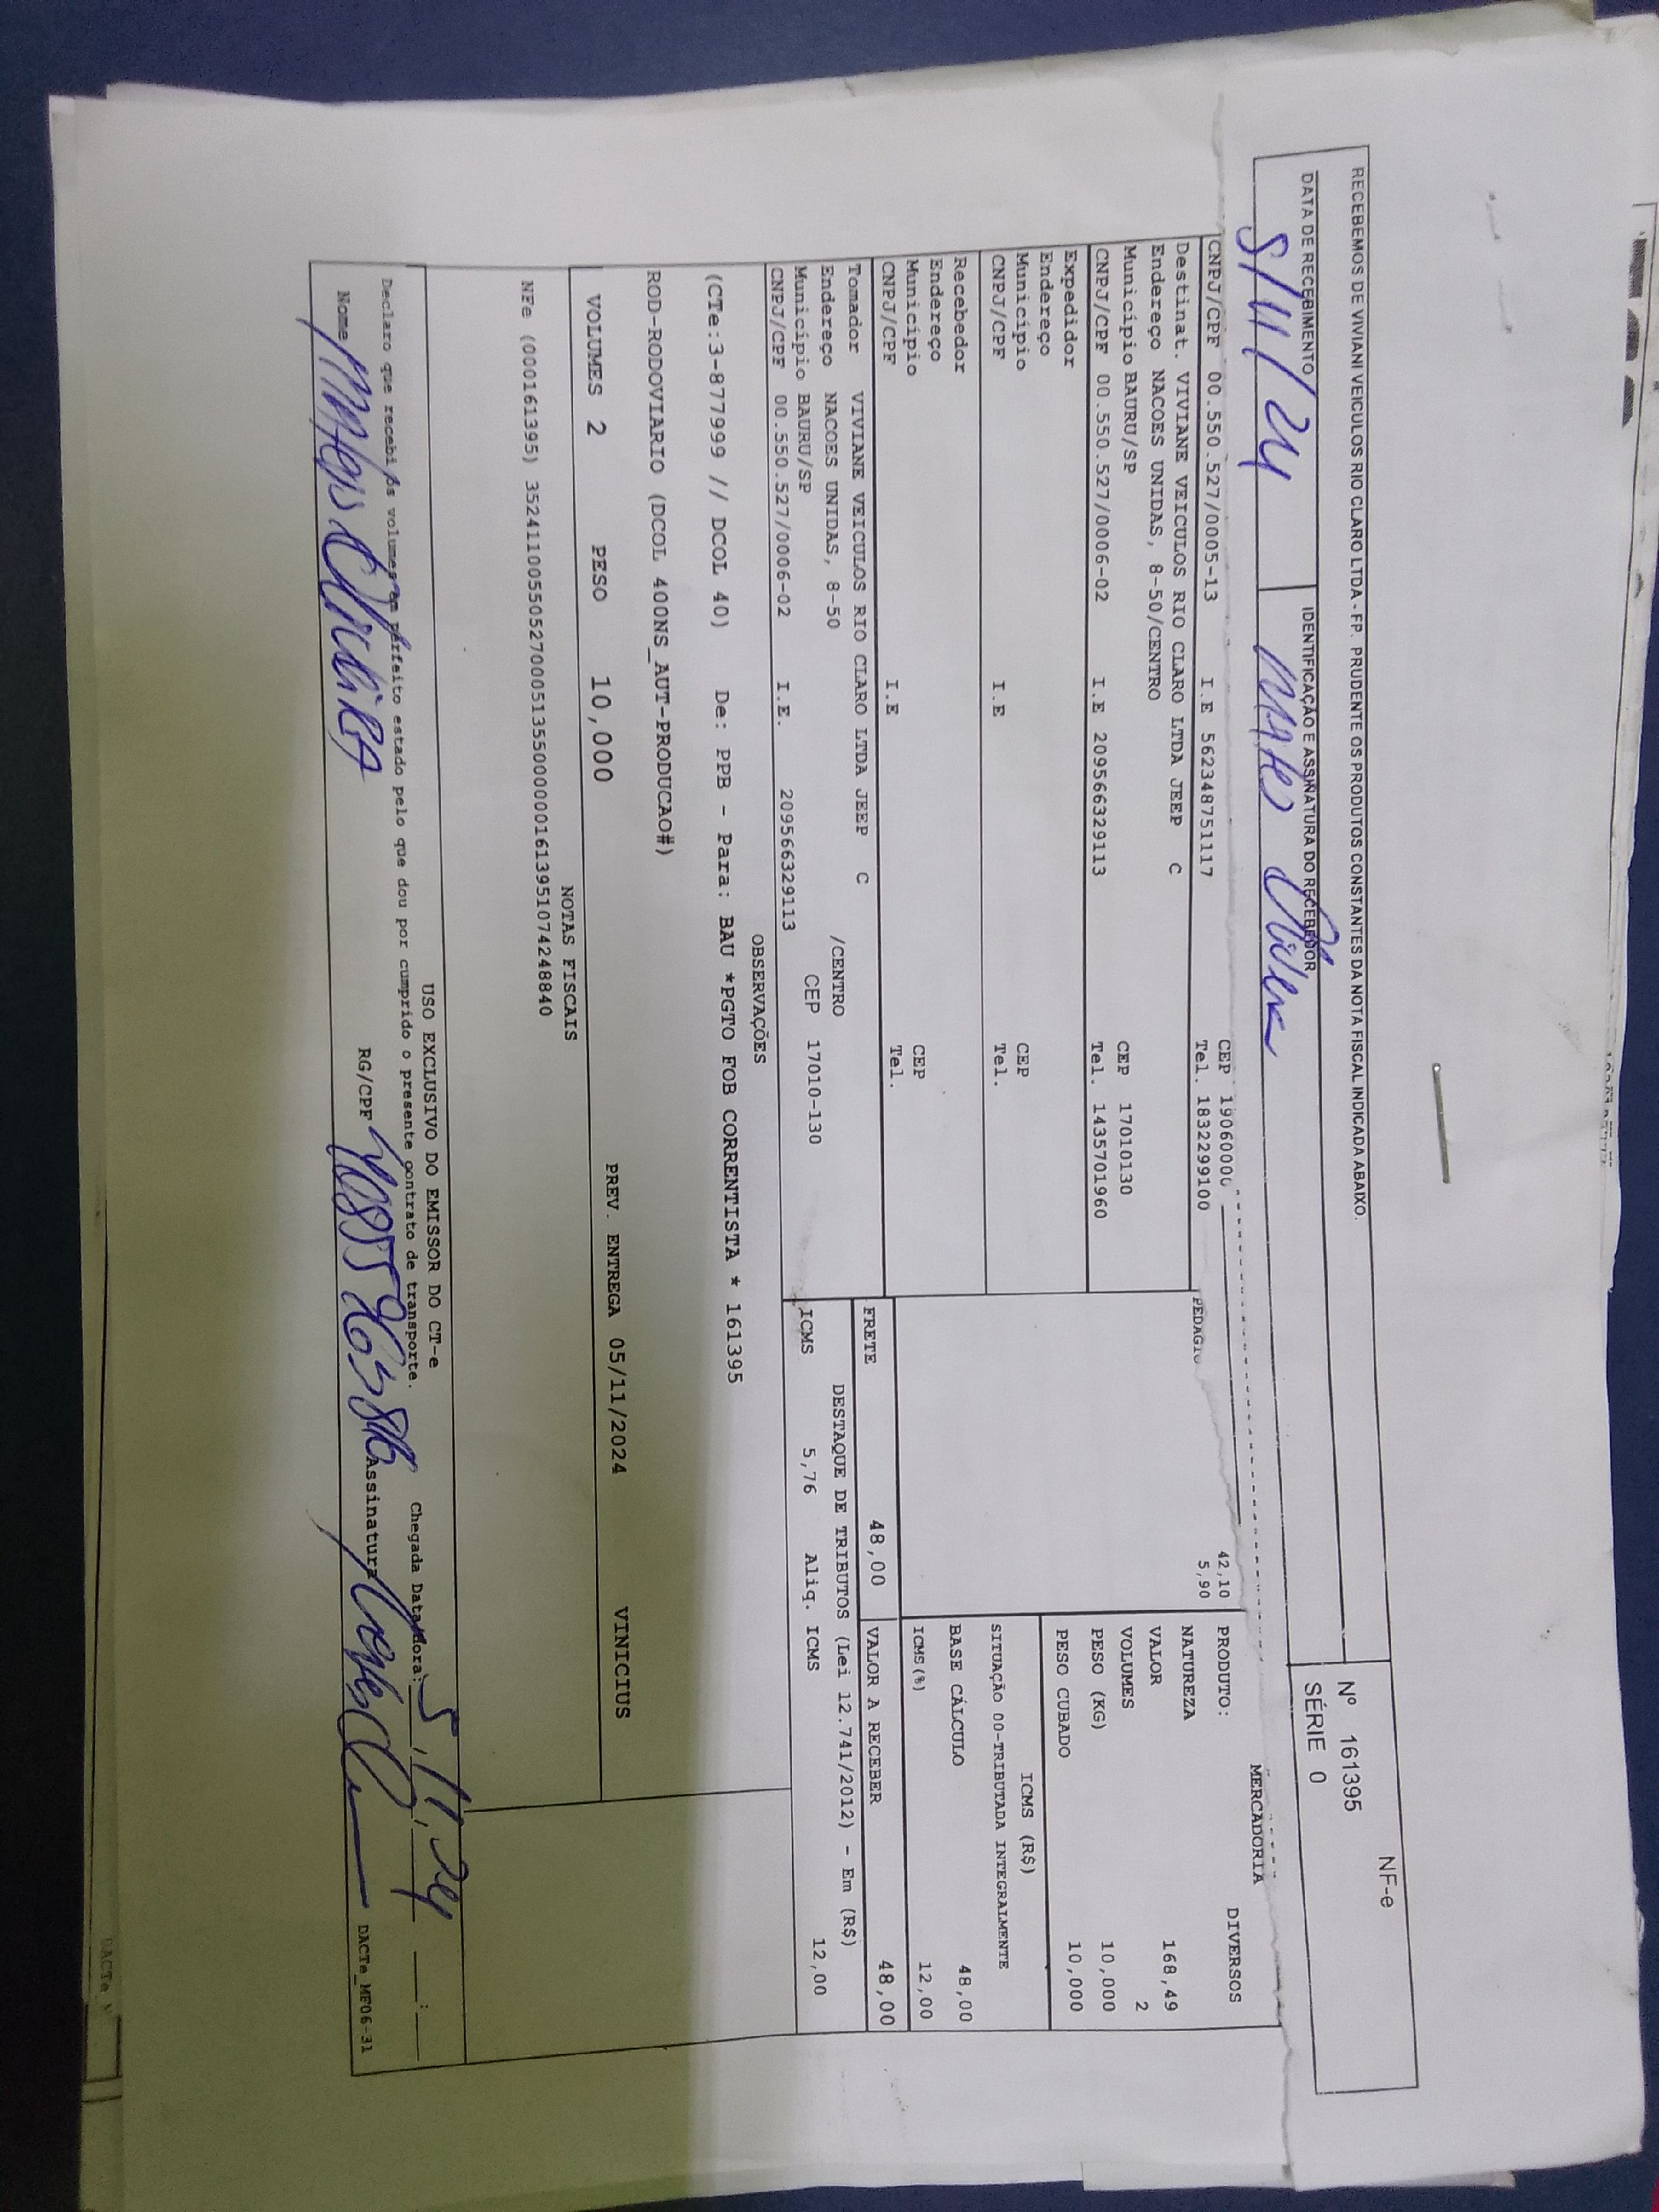 RECEBEMOS DE VIVIANI VEICULOS RIO CLARO LTDA - FP. PRUDENTE OS PRODUTOS CONSTANTES DA NOTA FISCAL INDICADA ABAIXO.
NF-e
Nº 161395
SÉRIE 0
DATA DE RECEBIMENTO
5/11/24
IDENTIFICAÇÃO E ASSINATURA DO RECEBEDOR
CEP 19060000
CNPJ/CPF 00.550.527/0005-13 I.E 562348751117 Tel. 1832299100
Destinat. VIVIANE VEICULOS RIO CLARO LTDA JEEP C
Endereço NACOES UNIDAS, 8-50/CENTRO
Município BAURU/SP CEP 17010130
CNPJ/CPF 00.550.527/0006-02 I.E 209566329113 Tel. 1435701960
Expedidor
Endereço
Município CEP
CNPJ/CPF I.E Tel.
Recebedor
Endereço
Município CEP
CNPJ/CPF I.E Tel.
Tomador VIVIANE VEICULOS RIO CLARO LTDA JEEP C
Endereço NACOES UNIDAS, 8-50 /CENTRO
Município BAURU/SP CEP 17010-130
CNPJ/CPF 00.550.527/0006-02 I.E. 209566329113
42,10
PEDAGIO 5,90
MERCADORIA
PRODUTO: DIVERSOS
NATUREZA
VALOR 168,49
VOLUMES 2
PESO (KG) 10,000
PESO CUBADO 10,000
ICMS (R$)
SITUAÇÃO 00-TRIBUTADA INTEGRALMENTE
BASE CÁLCULO 48,00
ICMS(%) 12,00
FRETE 48,00 VALOR A RECEBER 48,00
DESTAQUE DE TRIBUTOS (Lei 12.741/2012) - Em (R$)
ICMS 5,76 Aliq. ICMS 12,00
OBSERVAÇÕES
(CTe:3-877999 // DCOL 40) De: PPB - Para: BAU *PGTO FOB CORRENTISTA * 161395
ROD-RODOVIARIO (DCOL 400NS_AUT-PRODUCAO#)
VOLUMES 2 PESO 10,000 PREV. ENTREGA 05/11/2024 VINICIUS
NOTAS FISCAIS
NFe (000161395) 35241100550527000513550000001613951074248840
USO EXCLUSIVO DO EMISSOR DO CT-e
Declaro que recebi os volumes em perfeito estado pelo que dou por cumprido o presente contrato de transporte. Chegada Data/Hora: 5/11/24
Nome RG/CPF Assinatura
DACTe_MF06-31